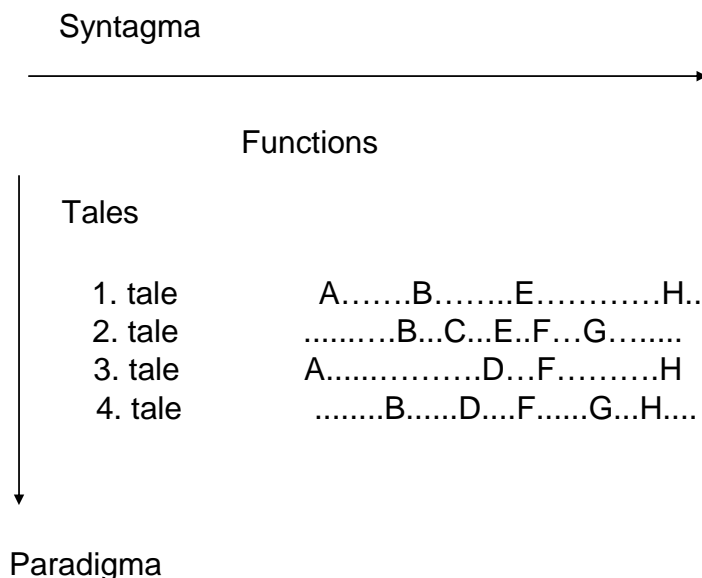 Syntagma
Functions
Tales
1. tale A…….B……...E…………H..
2. tale ......….B...C...E..F…G…......
3. tale A.....……….D…F……….H
4. tale ........B......D....F......G...H....
Paradigma